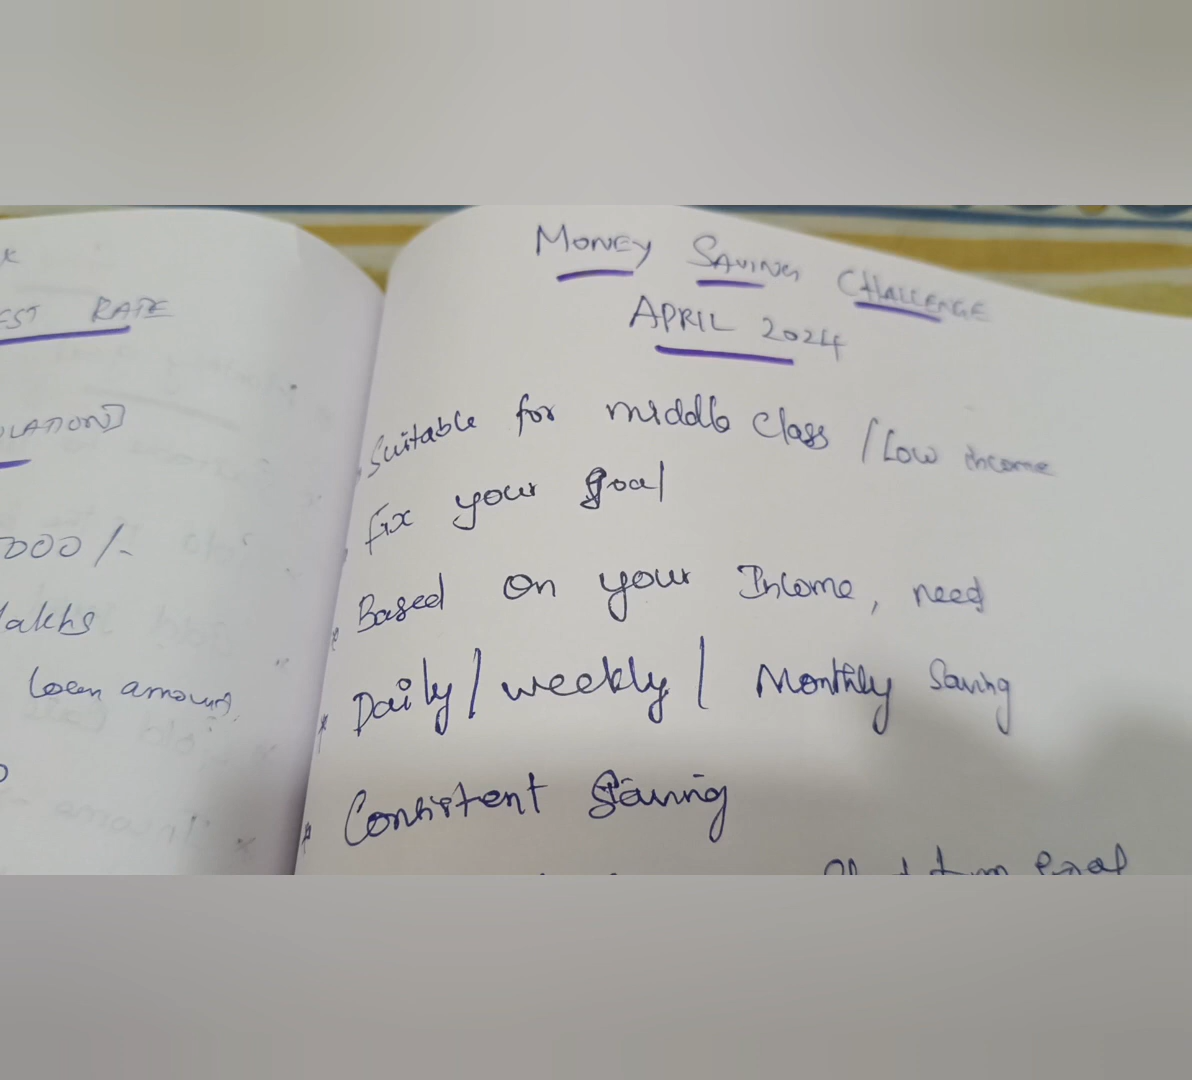 EST RATE
000/-
lakhs
loan amount
MONEY SAVING CHALLENGE
APRIL 2024
Suitable for middle class / Low income
Fix your goal
Based on your Income, need
Daily / weekly / Monthly Saving
Consistent Saving